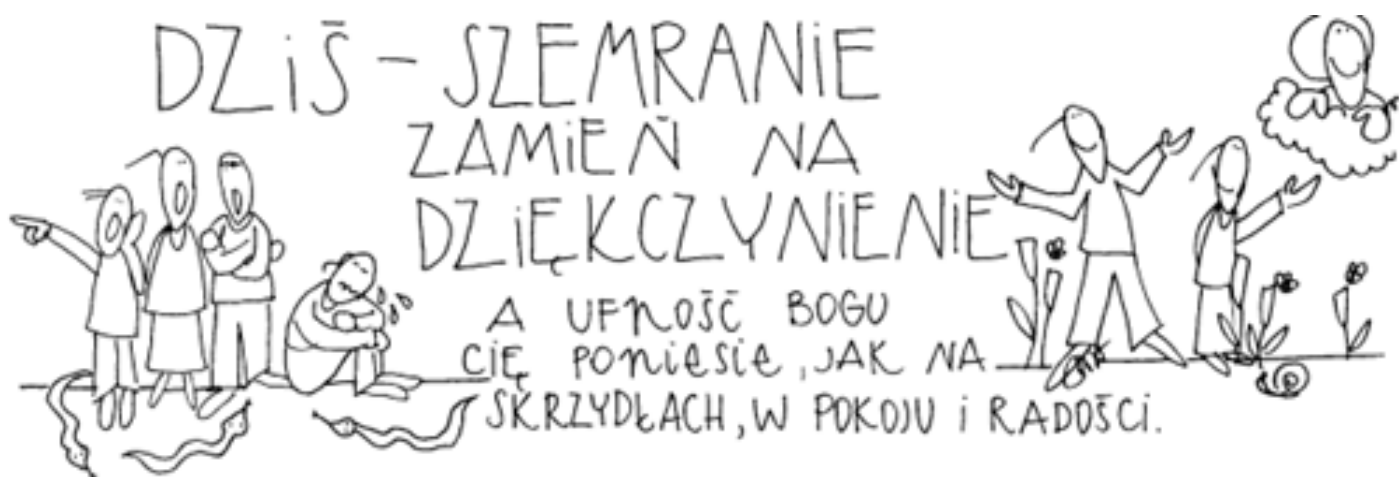 DZiŚ - SZEMRANIE
ZAMiEŃ NA
DZiĘKCZYNIENIE
A UFNOŚĆ BOGU
CIĘ PONiESiE, JAK NA
SKRZYDŁACH, W POKOJU i RADOŚCi.